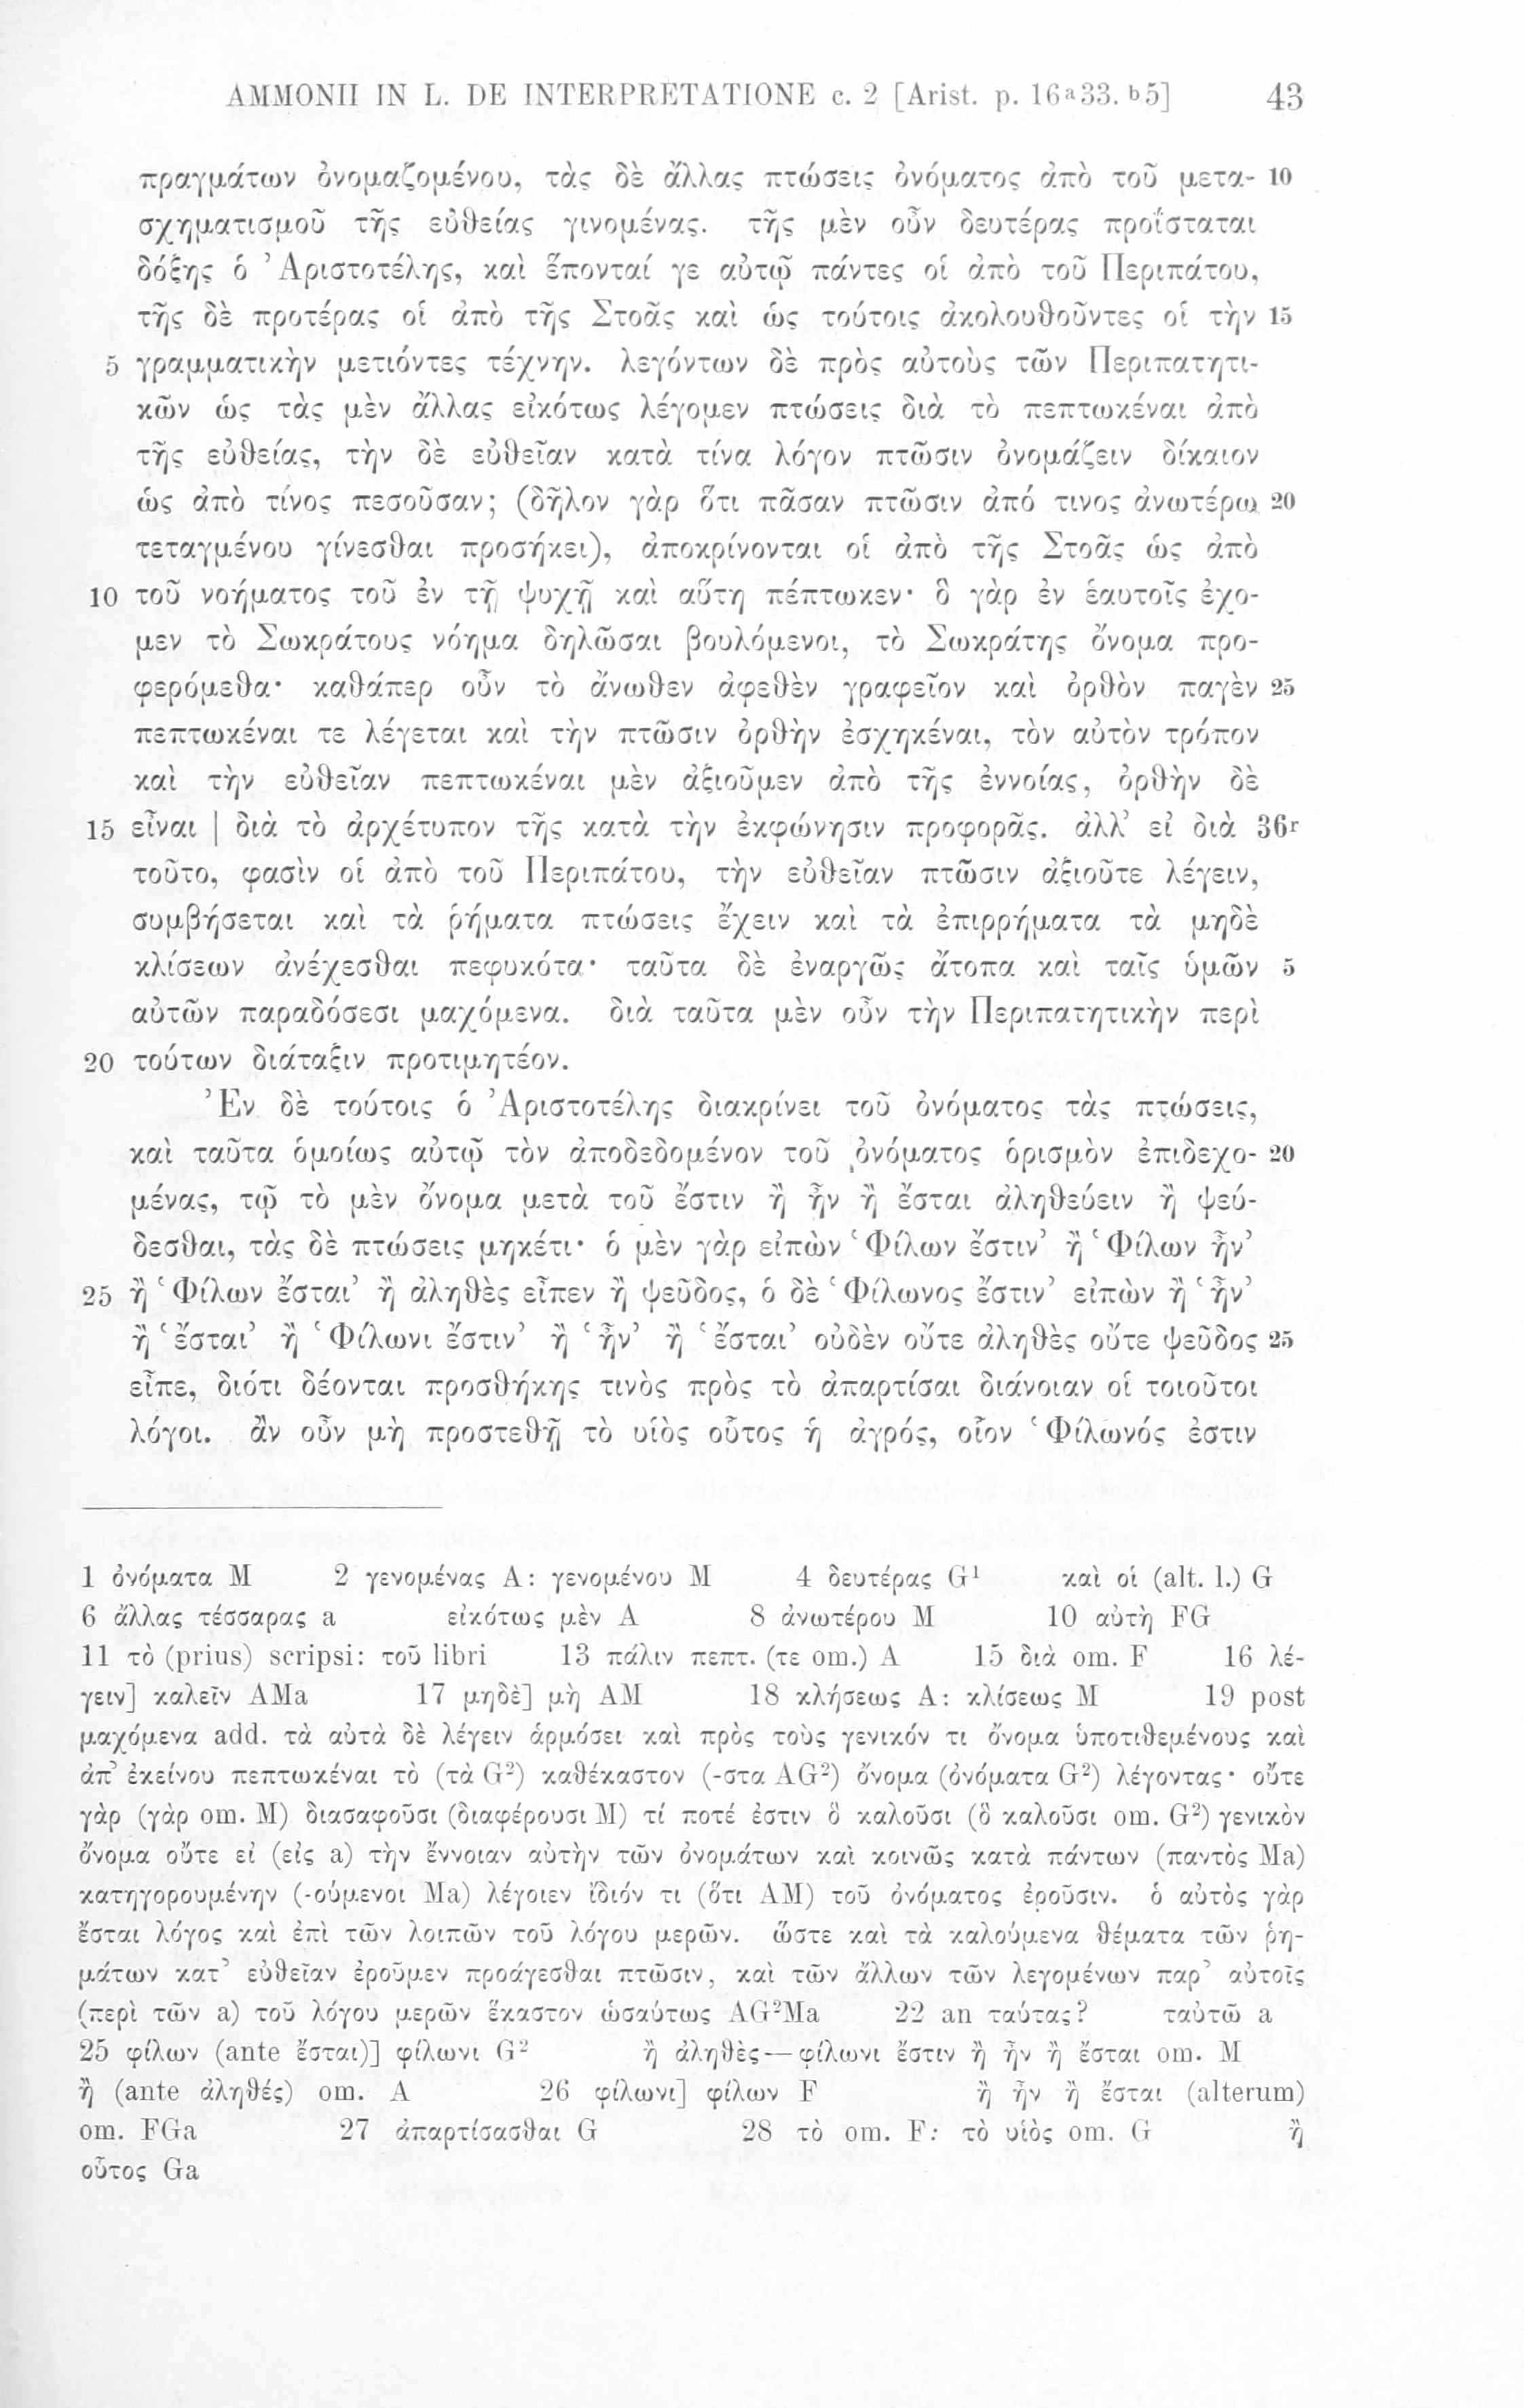 AMMONII IN L. DE INTERPRETATIONE c. 2 [Arist. p. 16ᵃ33. ᵇ5] 43
πραγμάτων ὀνομαζομένου, τὰς δὲ ἄλλας πτώσεις ὀνόματος ἀπὸ τοῦ μετα- 10
σχηματισμοῦ τῆς εὐθείας γινομένας. τῆς μὲν οὖν δευτέρας προΐσταται
δόξης ὁ Ἀριστοτέλης, καὶ ἕπονταί γε αὐτῷ πάντες οἱ ἀπὸ τοῦ Περιπάτου,
τῆς δὲ προτέρας οἱ ἀπὸ τῆς Στοᾶς καὶ ὡς τούτοις ἀκολουθοῦντες οἱ τὴν 15
5 γραμματικὴν μετιόντες τέχνην. λεγόντων δὲ πρὸς αὐτοὺς τῶν Περιπατητι-
κῶν ὡς τὰς μὲν ἄλλας εἰκότως λέγομεν πτώσεις διὰ τὸ πεπτωκέναι ἀπὸ
τῆς εὐθείας, τὴν δὲ εὐθεῖαν κατὰ τίνα λόγον πτῶσιν ὀνομάζειν δίκαιον
ὡς ἀπὸ τίνος πεσοῦσαν; (δῆλον γὰρ ὅτι πᾶσαν πτῶσιν ἀπό τινος ἀνωτέρω 20
τεταγμένου γίνεσθαι προσήκει), ἀποκρίνονται οἱ ἀπὸ τῆς Στοᾶς ὡς ἀπὸ
10 τοῦ νοήματος τοῦ ἐν τῇ ψυχῇ καὶ αὕτη πέπτωκεν· ὃ γὰρ ἐν ἑαυτοῖς ἔχο-
μεν τὸ Σωκράτους νόημα δηλῶσαι βουλόμενοι, τὸ Σωκράτης ὄνομα προ-
φερόμεθα· καθάπερ οὖν τὸ ἄνωθεν ἀφεθὲν γραφεῖον καὶ ὀρθὸν παγὲν 25
πεπτωκέναι τε λέγεται καὶ τὴν πτῶσιν ὀρθὴν ἐσχηκέναι, τὸν αὐτὸν τρόπον
καὶ τὴν εὐθεῖαν πεπτωκέναι μὲν ἀξιοῦμεν ἀπὸ τῆς ἐννοίας, ὀρθὴν δὲ
15 εἶναι | διὰ τὸ ἀρχέτυπον τῆς κατὰ τὴν ἐκφώνησιν προφορᾶς. ἀλλ’ εἰ διὰ 36ʳ
τοῦτο, φασὶν οἱ ἀπὸ τοῦ Περιπάτου, τὴν εὐθεῖαν πτῶσιν ἀξιοῦτε λέγειν,
συμβήσεται καὶ τὰ ῥήματα πτώσεις ἔχειν καὶ τὰ ἐπιρρήματα τὰ μηδὲ
κλίσεων ἀνέχεσθαι πεφυκότα· ταῦτα δὲ ἐναργῶς ἄτοπα καὶ ταῖς ὑμῶν 5
αὐτῶν παραδόσεσι μαχόμενα. διὰ ταῦτα μὲν οὖν τὴν Περιπατητικὴν περὶ
20 τούτων διάταξιν προτιμητέον.
Ἐν δὲ τούτοις ὁ Ἀριστοτέλης διακρίνει τοῦ ὀνόματος τὰς πτώσεις,
καὶ ταῦτα ὁμοίως αὐτῷ τὸν ἀποδεδομένον τοῦ ὀνόματος ὁρισμὸν ἐπιδεχο- 20
μένας, τῷ τὸ μὲν ὄνομα μετὰ τοῦ ἔστιν ἢ ἦν ἢ ἔσται ἀληθεύειν ἢ ψεύ-
δεσθαι, τὰς δὲ πτώσεις μηκέτι· ὁ μὲν γὰρ εἰπὼν ‘Φίλων ἔστιν’ ἢ ‘Φίλων ἦν’
25 ἢ ‘Φίλων ἔσται’ ἢ ἀληθὲς εἶπεν ἢ ψεῦδος, ὁ δὲ ‘Φίλωνος ἔστιν’ εἰπὼν ἢ ‘ἦν’
ἢ ‘ἔσται’ ἢ ‘Φίλωνι ἔστιν’ ἢ ‘ἦν’ ἢ ‘ἔσται’ οὐδὲν οὔτε ἀληθὲς οὔτε ψεῦδος 25
εἶπε, διότι δέονται προσθήκης τινὸς πρὸς τὸ ἀπαρτίσαι διάνοιαν οἱ τοιοῦτοι
λόγοι. ἂν οὖν μὴ προστεθῇ τὸ υἱὸς οὗτος ἡ ἀγρός, οἷον ‘Φίλωνός ἐστιν
1 ὀνόματα M 2 γενομένας A: γενομένου M 4 δευτέρας G¹ καὶ οἱ (alt. l.) G
6 ἄλλας τέσσαρας a εἰκότως μὲν A 8 ἀνωτέρου M 10 αὐτὴ FG
11 τὸ (prius) scripsi: τοῦ libri 13 πάλιν πεπτ. (τε om.) A 15 διὰ om. F 16 λέ-
γειν] καλεῖν AMa 17 μηδὲ] μὴ AM 18 κλήσεως A: κλίσεως M 19 post
μαχόμενα add. τὰ αὐτὰ δὲ λέγειν ἁρμόσει καὶ πρὸς τοὺς γενικόν τι ὄνομα ὑποτιθεμένους καὶ
ἀπ’ ἐκείνου πεπτωκέναι τὸ (τὰ G²) καθέκαστον (-στα AG²) ὄνομα (ὀνόματα G²) λέγοντας· οὔτε
γὰρ (γὰρ om. M) διασαφοῦσι (διαφέρουσι M) τί ποτέ ἐστιν ὃ καλοῦσι (ὃ καλοῦσι om. G²) γενικὸν
ὄνομα οὔτε εἰ (εἰς a) τὴν ἔννοιαν αὐτὴν τῶν ὀνομάτων καὶ κοινῶς κατὰ πάντων (παντὸς Ma)
κατηγορουμένην (-ούμενοι Ma) λέγοιεν ἴδιόν τι (ὅτι AM) τοῦ ὀνόματος ἐροῦσιν. ὁ αὐτὸς γὰρ
ἔσται λόγος καὶ ἐπὶ τῶν λοιπῶν τοῦ λόγου μερῶν. ὥστε καὶ τὰ καλούμενα θέματα τῶν ῥη-
μάτων κατ’ εὐθεῖαν ἐροῦμεν προάγεσθαι πτῶσιν, καὶ τῶν ἄλλων τῶν λεγομένων παρ’ αὐτοῖς
(περὶ τῶν a) τοῦ λόγου μερῶν ἕκαστον ὡσαύτως AG²Ma 22 an ταύτας? ταὐτῶ a
25 φίλων (ante ἔσται)] φίλωνι G² ἢ ἀληθὲς — φίλωνι ἔστιν ἢ ἦν ἢ ἔσται om. M
ἢ (ante ἀληθές) om. A 26 φίλωνι] φίλων F ἢ ἦν ἢ ἔσται (alterum)
om. FGa 27 ἀπαρτίσασθαι G 28 τὸ om. F: τὸ υἱὸς om. G ἢ
οὗτος Ga